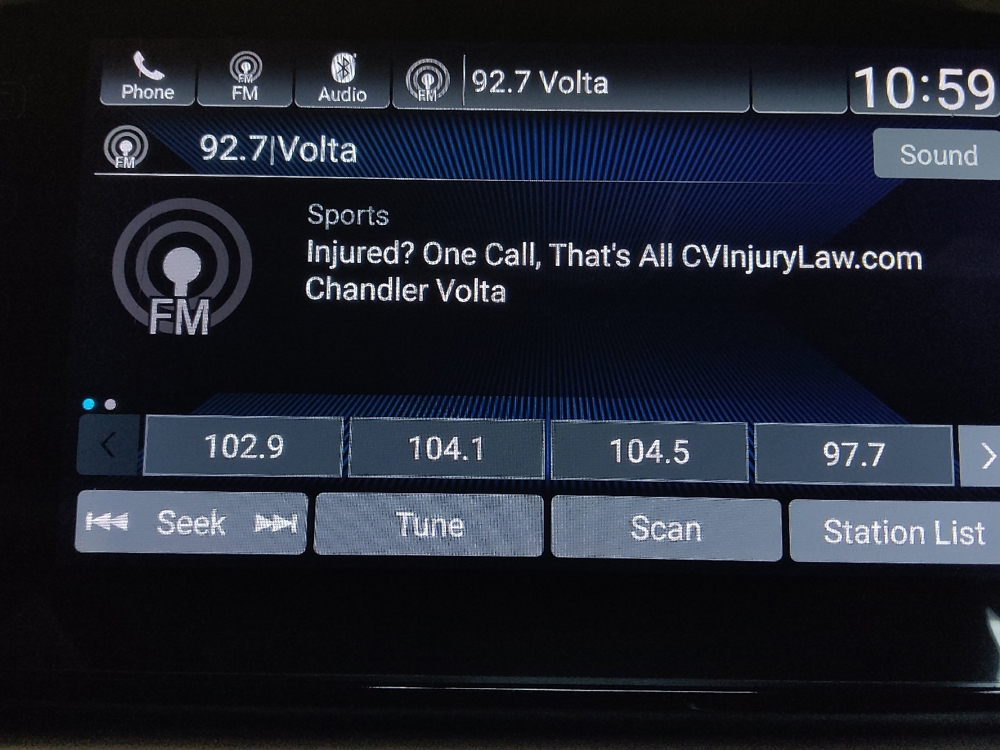 Phone
FM
FM
Audio
FM
92.7 Volta
10:59
FM
92.7|Volta
Sound
Sports
Injured? One Call, That's All CVInjuryLaw.com
Chandler Volta
FM
102.9
104.1
104.5
97.7
Seek
Tune
Scan
Station List